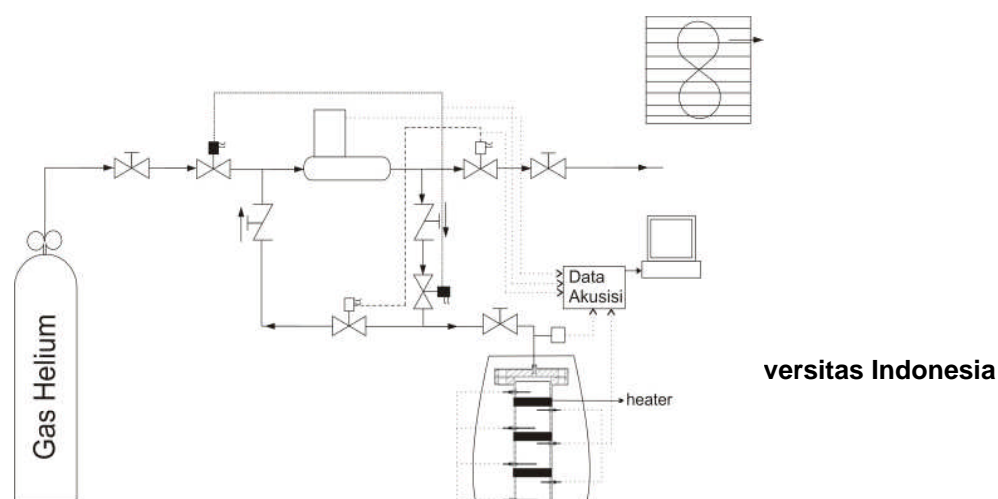 Data
Akusisi
Gas Helium
versitas Indonesia
heater